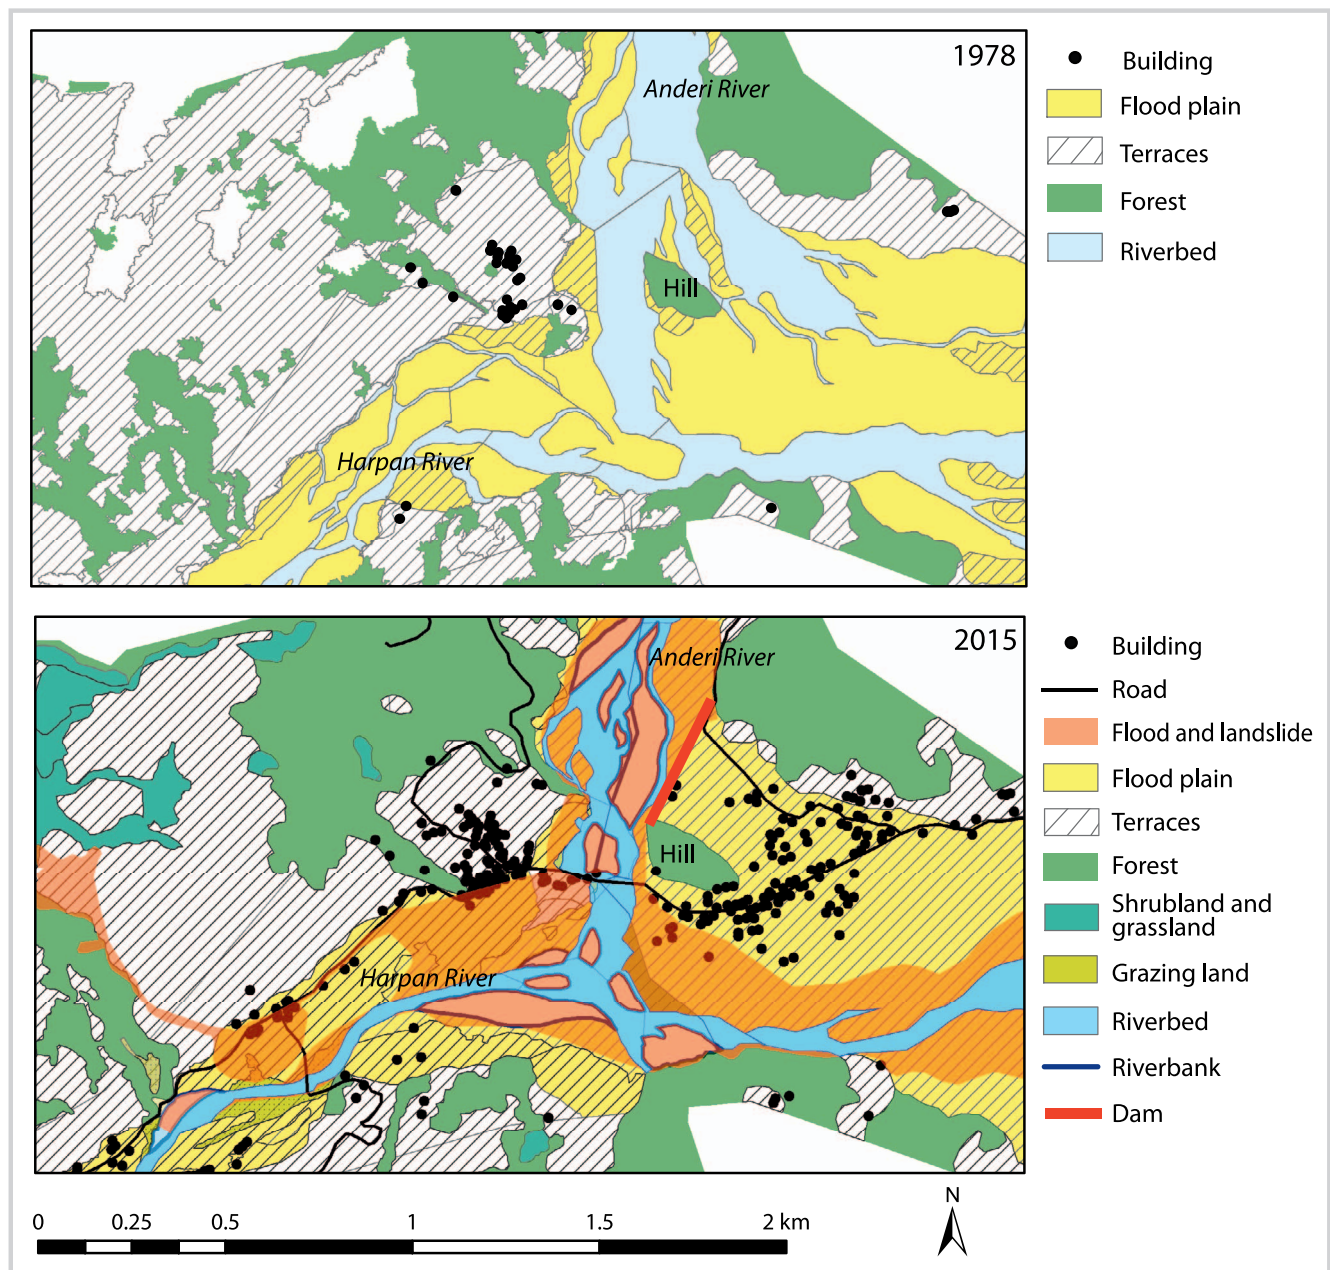 1978
Anderi River
Hill
Harpan River
Building
Flood plain
Terraces
Forest
Riverbed
2015
Anderi River
Hill
Harpan River
Building
Road
Flood and landslide
Flood plain
Terraces
Forest
Shrubland and
grassland
Grazing land
Riverbed
Riverbank
Dam
0 0.25 0.5 1 1.5 2 km
N